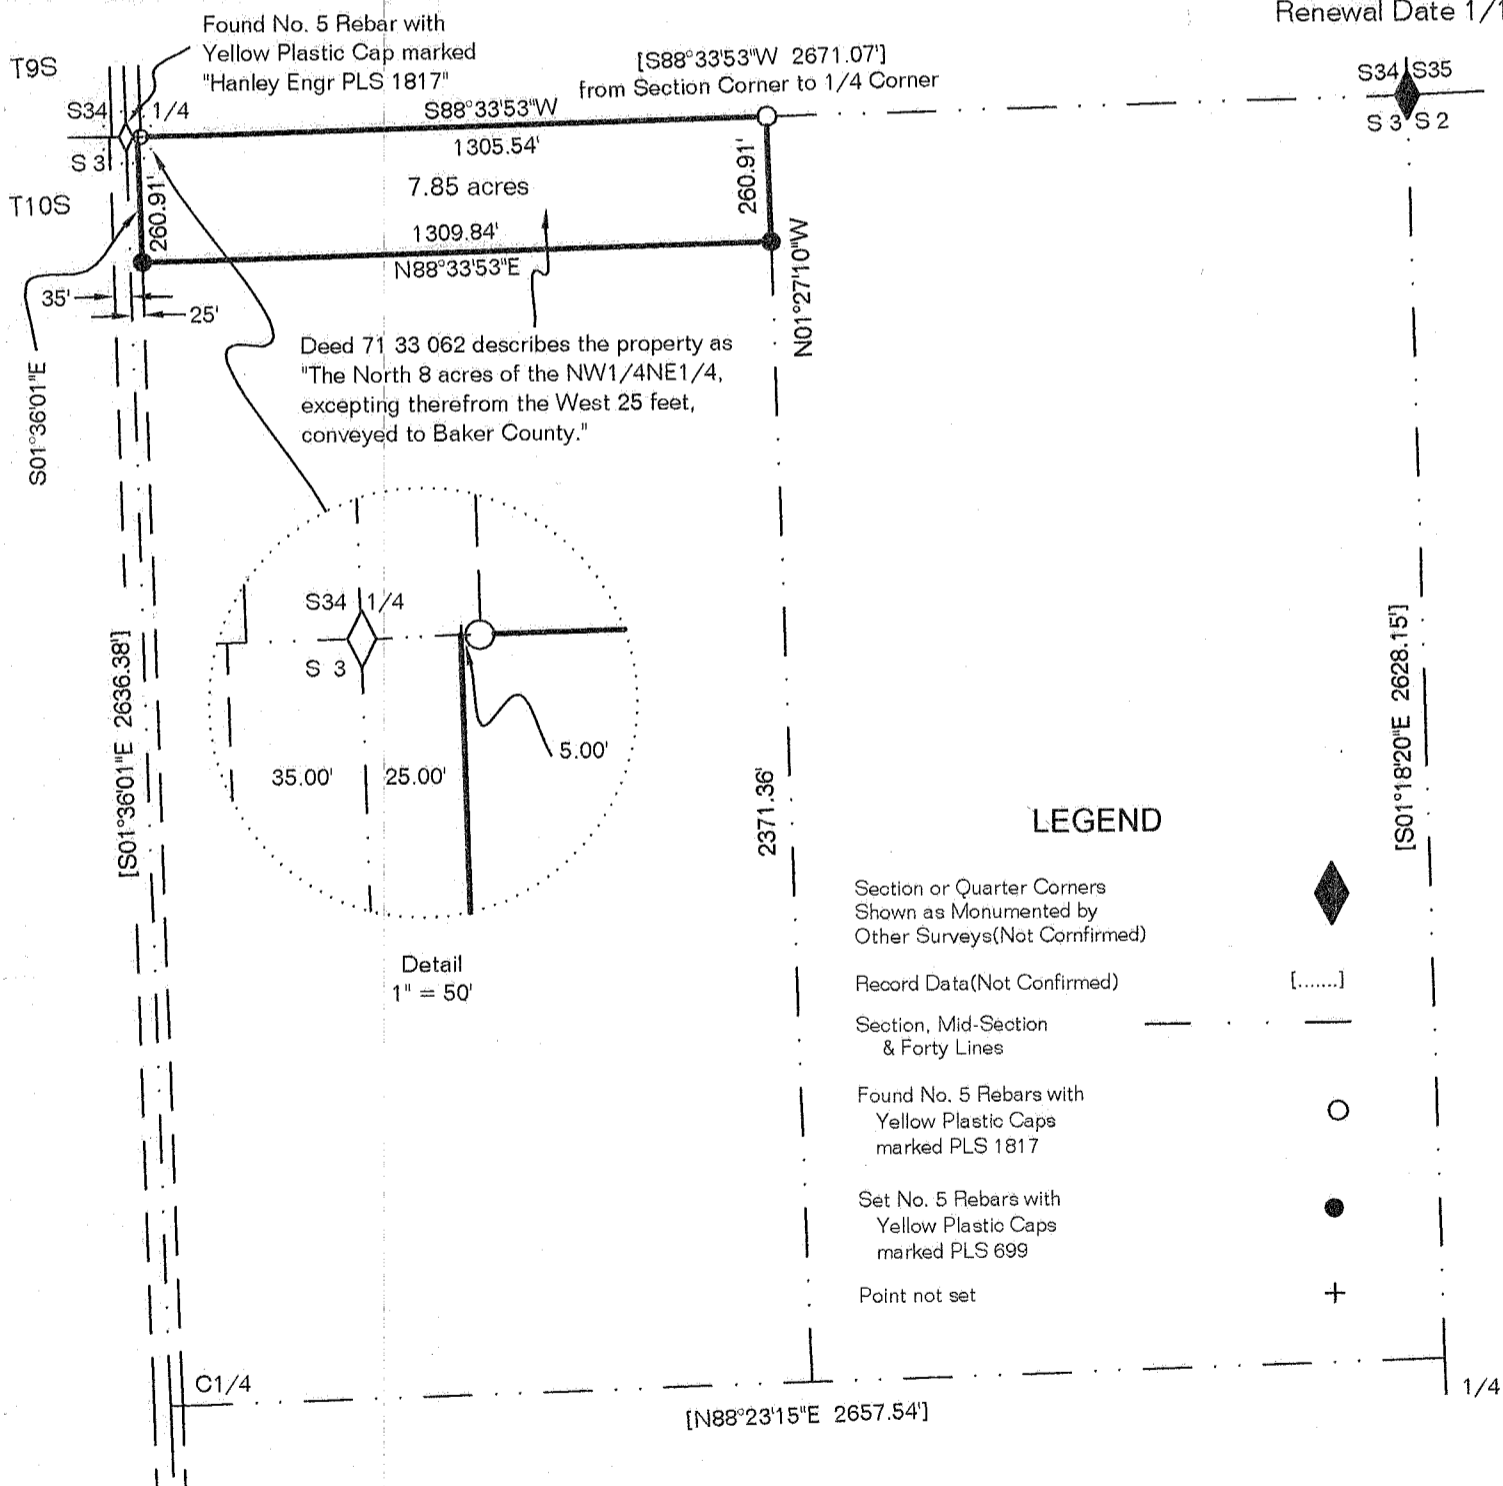 Renewal Date 1/1
Found No. 5 Rebar with
Yellow Plastic Cap marked
"Hanley Engr PLS 1817"
T9S
S34 1/4
S 3
T10S
[S88°33'53"W 2671.07']
from Section Corner to 1/4 Corner
S88°33'53"W
1305.54'
7.85 acres
1309.84'
N88°33'53"E
260.91'
260.91'
S34 S35
S 3 S 2
35'
25'
S01°36'01"E
N01°27'10"W
Deed 71 33 062 describes the property as
"The North 8 acres of the NW1/4NE1/4,
excepting therefrom the West 25 feet,
conveyed to Baker County."
S34 1/4
S 3
35.00'
25.00'
5.00'
Detail
1" = 50'
[S01°36'01"E 2636.38']
2371.36'
[S01°18'20"E 2628.15']
LEGEND
Section or Quarter Corners
Shown as Monumented by
Other Surveys(Not Cornfirmed)
Record Data(Not Confirmed) [.......]
Section, Mid-Section
& Forty Lines
Found No. 5 Rebars with
Yellow Plastic Caps
marked PLS 1817
Set No. 5 Rebars with
Yellow Plastic Caps
marked PLS 699
Point not set
C1/4
1/4
[N88°23'15"E 2657.54']